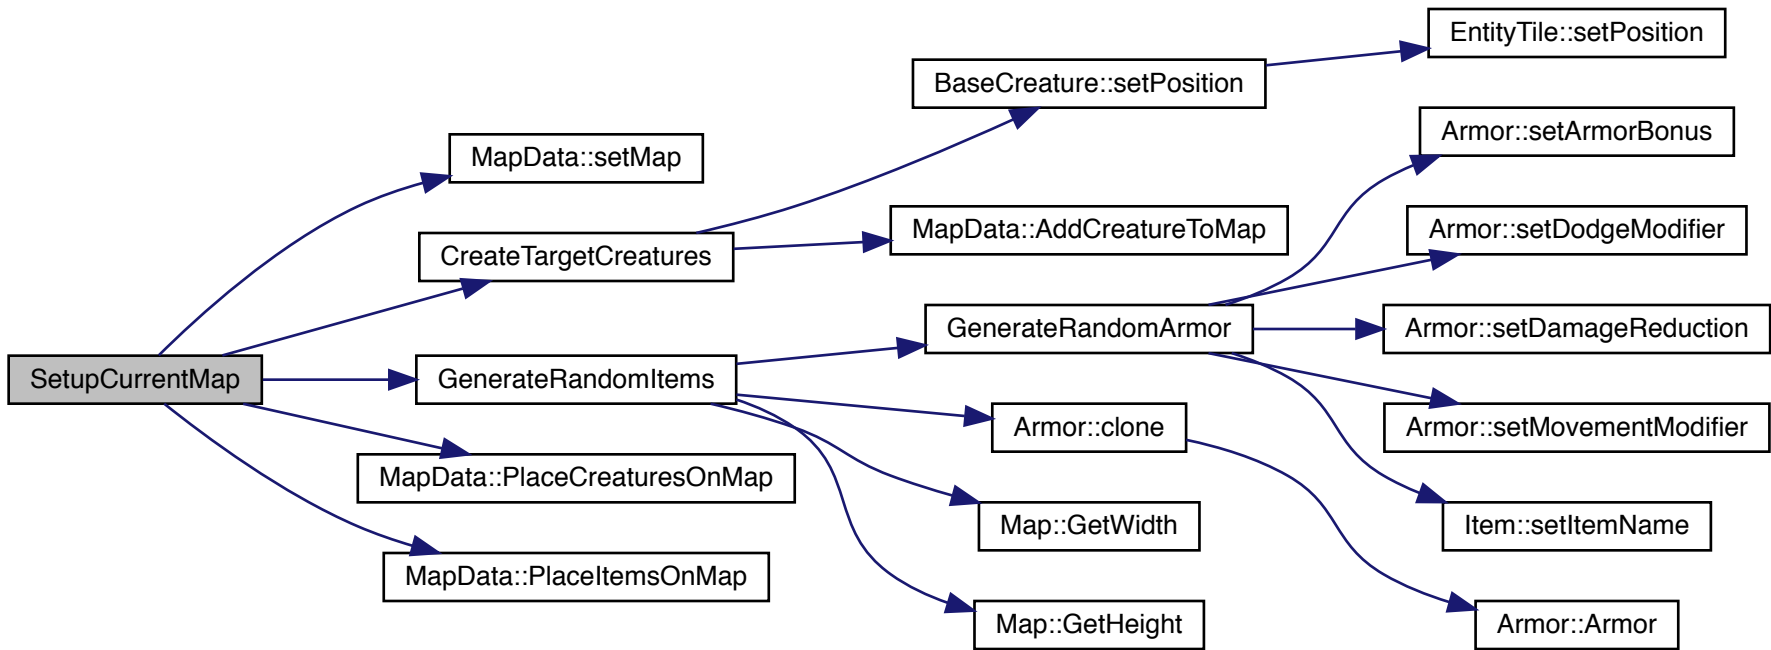 EntityTile::setPosition
BaseCreature::setPosition
Armor::setArmorBonus
MapData::setMap
MapData::AddCreatureToMap
Armor::setDodgeModifier
CreateTargetCreatures
GenerateRandomArmor
Armor::setDamageReduction
SetupCurrentMap
GenerateRandomItems
Armor::clone
Armor::setMovementModifier
MapData::PlaceCreaturesOnMap
Map::GetWidth
Item::setItemName
MapData::PlaceItemsOnMap
Map::GetHeight
Armor::Armor